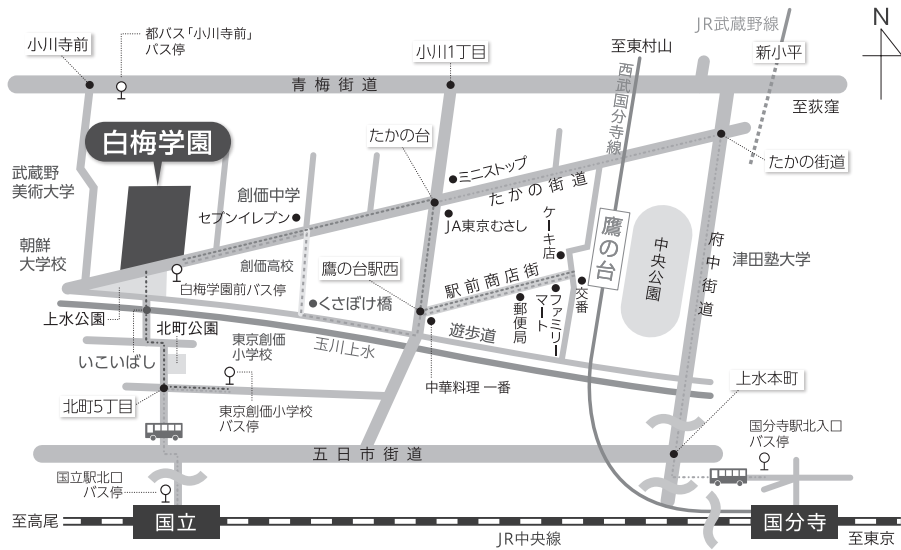 小川寺前
都バス「小川寺前」
バス停
小川1丁目
至東村山
JR武蔵野線
新小平
N
青梅街道
至荻窪
西武国分寺線
白梅学園
たかの台
ミニストップ
たかの街道
たかの街道
武蔵野
美術大学
創価中学
セブンイレブン
JA東京むさし
ケーキ店
鷹の台
中央公園
府中街道
津田塾大学
朝鮮
大学校
創価高校
鷹の台駅西
駅前商店街
白梅学園前バス停
くさぼけ橋
郵便局
ファミリー
マート
交番
上水公園
北町公園
東京創価
小学校
玉川上水
遊歩道
いこいばし
中華料理 一番
上水本町
北町5丁目
東京創価小学校
バス停
国分寺駅北入口
バス停
五日市街道
国立駅北口
バス停
至高尾
国立
JR中央線
国分寺
至東京